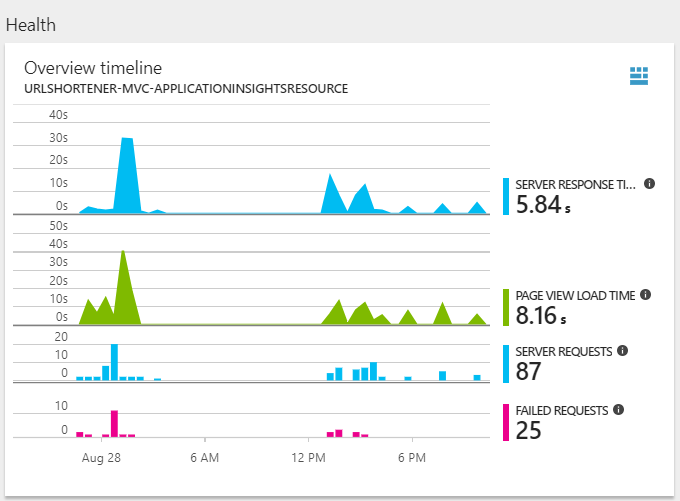 Health
Overview timeline
URLSHORTENER-MVC-APPLICATIONINSIGHTSRESOURCE
40s
30s
20s
10s
0s
SERVER RESPONSE TI...
5.84 s
50s
40s
30s
20s
10s
0s
PAGE VIEW LOAD TIME
8.16 s
20
10
0
SERVER REQUESTS
87
10
0
FAILED REQUESTS
25
Aug 28
6 AM
12 PM
6 PM